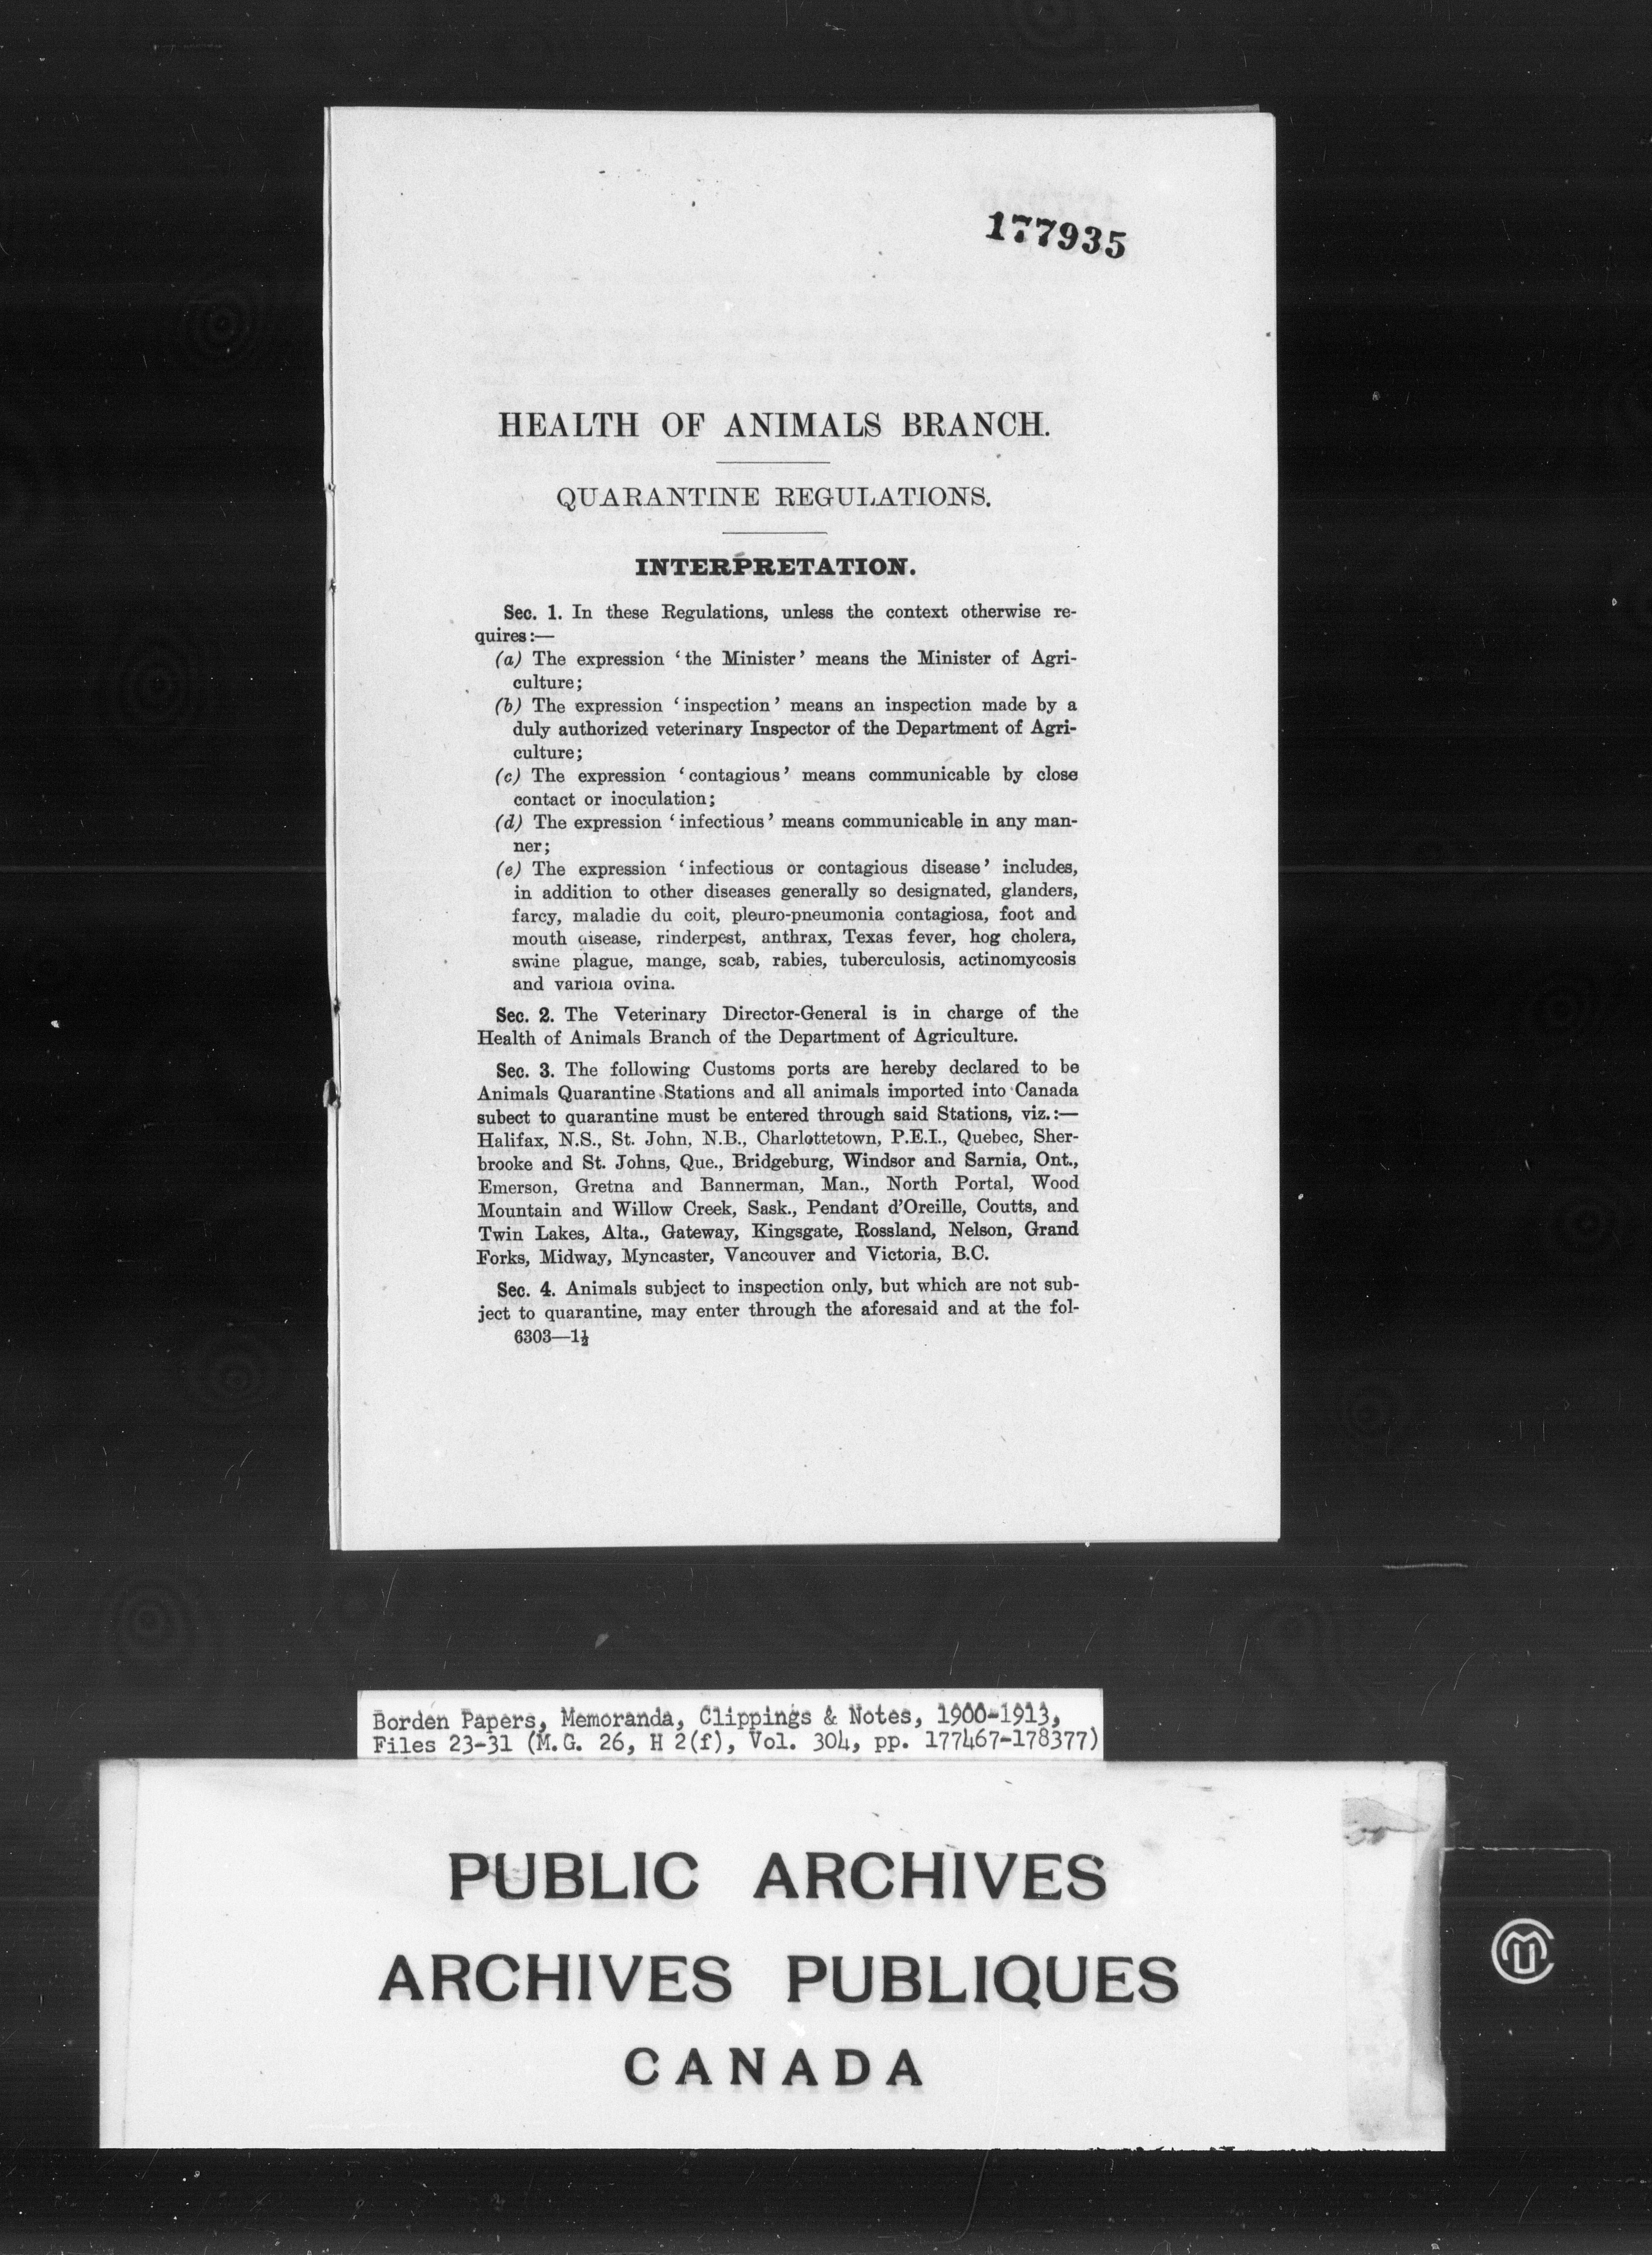 177935
HEALTH OF ANIMALS BRANCH.
QUARANTINE REGULATIONS.
INTERPRETATION.
Sec. 1. In these Regulations, unless the context otherwise re-
quires:—
(a) The expression ‘the Minister’ means the Minister of Agri-
culture;
(b) The expression ‘inspection’ means an inspection made by a
duly authorized veterinary Inspector of the Department of Agri-
culture;
(c) The expression ‘contagious’ means communicable by close
contact or inoculation;
(d) The expression ‘infectious’ means communicable in any man-
ner;
(e) The expression ‘infectious or contagious disease’ includes,
in addition to other diseases generally so designated, glanders,
farcy, maladie du coit, pleuro-pneumonia contagiosa, foot and
mouth disease, rinderpest, anthrax, Texas fever, hog cholera,
swine plague, mange, scab, rabies, tuberculosis, actinomycosis
and variola ovina.
Sec. 2. The Veterinary Director-General is in charge of the
Health of Animals Branch of the Department of Agriculture.
Sec. 3. The following Customs ports are hereby declared to be
Animals Quarantine Stations and all animals imported into Canada
subect to quarantine must be entered through said Stations, viz.:—
Halifax, N.S., St. John, N.B., Charlottetown, P.E.I., Quebec, Sher-
brooke and St. Johns, Que., Bridgeburg, Windsor and Sarnia, Ont.,
Emerson, Gretna and Bannerman, Man., North Portal, Wood
Mountain and Willow Creek, Sask., Pendant d'Oreille, Coutts, and
Twin Lakes, Alta., Gateway, Kingsgate, Rossland, Nelson, Grand
Forks, Midway, Myncaster, Vancouver and Victoria, B.C.
Sec. 4. Animals subject to inspection only, but which are not sub-
ject to quarantine, may enter through the aforesaid and at the fol-
6303—1½
Borden Papers, Memoranda, Clippings & Notes, 1900-1913,
Files 23-31 (M.G. 26, H 2(f), Vol. 304, pp. 177467-178377)
PUBLIC ARCHIVES
ARCHIVES PUBLIQUES
CANADA